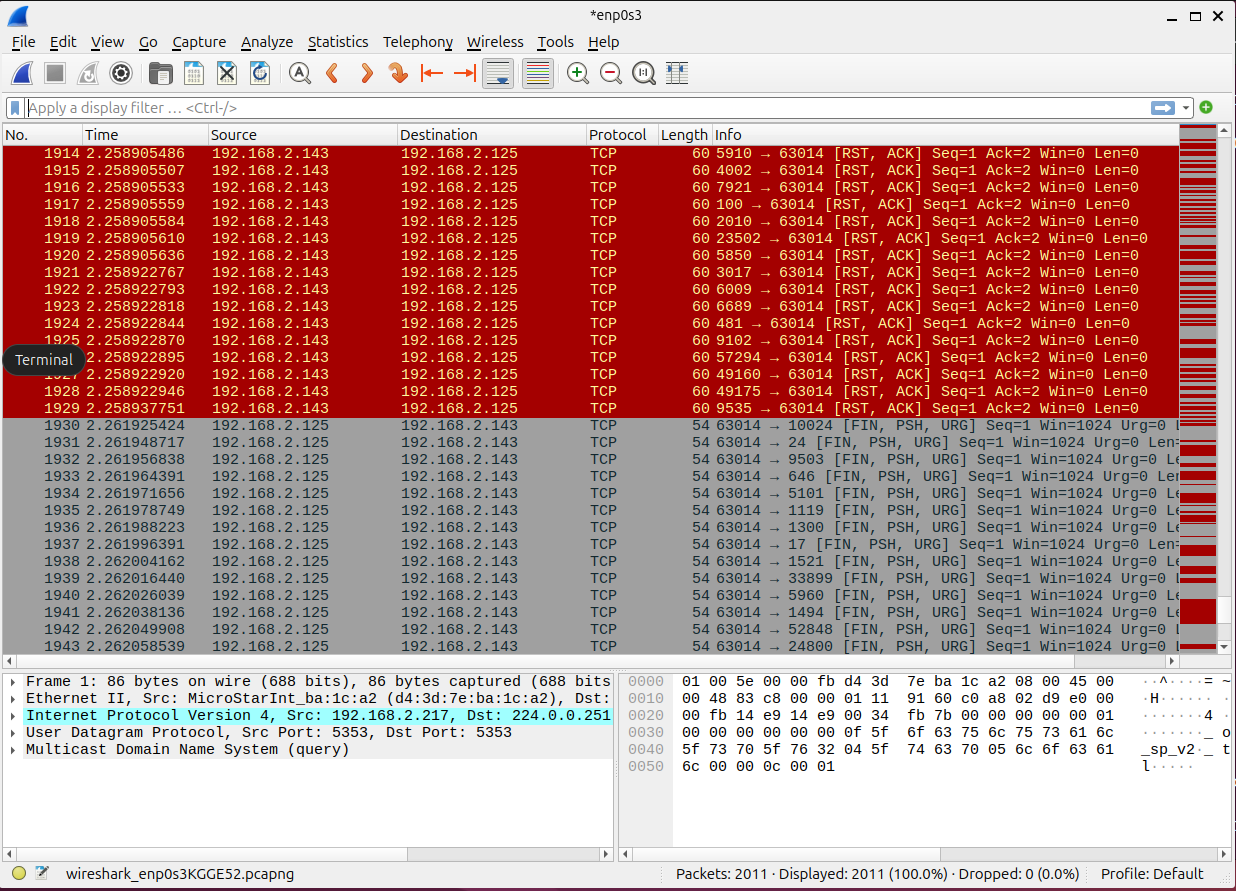 *enp0s3
File Edit View Go Capture Analyze Statistics Telephony Wireless Tools Help
Apply a display filter … <Ctrl-/>
No. Time Source Destination Protocol Length Info
1914 2.258905486 192.168.2.143 192.168.2.125 TCP 60 5910 → 63014 [RST, ACK] Seq=1 Ack=2 Win=0 Len=0
1915 2.258905507 192.168.2.143 192.168.2.125 TCP 60 4002 → 63014 [RST, ACK] Seq=1 Ack=2 Win=0 Len=0
1916 2.258905533 192.168.2.143 192.168.2.125 TCP 60 7921 → 63014 [RST, ACK] Seq=1 Ack=2 Win=0 Len=0
1917 2.258905559 192.168.2.143 192.168.2.125 TCP 60 100 → 63014 [RST, ACK] Seq=1 Ack=2 Win=0 Len=0
1918 2.258905584 192.168.2.143 192.168.2.125 TCP 60 2010 → 63014 [RST, ACK] Seq=1 Ack=2 Win=0 Len=0
1919 2.258905610 192.168.2.143 192.168.2.125 TCP 60 23502 → 63014 [RST, ACK] Seq=1 Ack=2 Win=0 Len=0
1920 2.258905636 192.168.2.143 192.168.2.125 TCP 60 5850 → 63014 [RST, ACK] Seq=1 Ack=2 Win=0 Len=0
1921 2.258922767 192.168.2.143 192.168.2.125 TCP 60 3017 → 63014 [RST, ACK] Seq=1 Ack=2 Win=0 Len=0
1922 2.258922793 192.168.2.143 192.168.2.125 TCP 60 6009 → 63014 [RST, ACK] Seq=1 Ack=2 Win=0 Len=0
1923 2.258922818 192.168.2.143 192.168.2.125 TCP 60 6689 → 63014 [RST, ACK] Seq=1 Ack=2 Win=0 Len=0
1924 2.258922844 192.168.2.143 192.168.2.125 TCP 60 481 → 63014 [RST, ACK] Seq=1 Ack=2 Win=0 Len=0
1925 2.258922870 192.168.2.143 192.168.2.125 TCP 60 9102 → 63014 [RST, ACK] Seq=1 Ack=2 Win=0 Len=0
Terminal 2.258922895 192.168.2.143 192.168.2.125 TCP 60 57294 → 63014 [RST, ACK] Seq=1 Ack=2 Win=0 Len=0
1927 2.258922920 192.168.2.143 192.168.2.125 TCP 60 49160 → 63014 [RST, ACK] Seq=1 Ack=2 Win=0 Len=0
1928 2.258922946 192.168.2.143 192.168.2.125 TCP 60 49175 → 63014 [RST, ACK] Seq=1 Ack=2 Win=0 Len=0
1929 2.258937751 192.168.2.143 192.168.2.125 TCP 60 9535 → 63014 [RST, ACK] Seq=1 Ack=2 Win=0 Len=0
1930 2.261925424 192.168.2.125 192.168.2.143 TCP 54 63014 → 10024 [FIN, PSH, URG] Seq=1 Win=1024 Urg=0 L
1931 2.261948717 192.168.2.125 192.168.2.143 TCP 54 63014 → 24 [FIN, PSH, URG] Seq=1 Win=1024 Urg=0 Len=
1932 2.261956838 192.168.2.125 192.168.2.143 TCP 54 63014 → 9503 [FIN, PSH, URG] Seq=1 Win=1024 Urg=0 Le
1933 2.261964391 192.168.2.125 192.168.2.143 TCP 54 63014 → 646 [FIN, PSH, URG] Seq=1 Win=1024 Urg=0 Len
1934 2.261971656 192.168.2.125 192.168.2.143 TCP 54 63014 → 5101 [FIN, PSH, URG] Seq=1 Win=1024 Urg=0 Le
1935 2.261978749 192.168.2.125 192.168.2.143 TCP 54 63014 → 1119 [FIN, PSH, URG] Seq=1 Win=1024 Urg=0 Le
1936 2.261988223 192.168.2.125 192.168.2.143 TCP 54 63014 → 1300 [FIN, PSH, URG] Seq=1 Win=1024 Urg=0 Le
1937 2.261996391 192.168.2.125 192.168.2.143 TCP 54 63014 → 17 [FIN, PSH, URG] Seq=1 Win=1024 Urg=0 Len=
1938 2.262004162 192.168.2.125 192.168.2.143 TCP 54 63014 → 1521 [FIN, PSH, URG] Seq=1 Win=1024 Urg=0 Le
1939 2.262016440 192.168.2.125 192.168.2.143 TCP 54 63014 → 33899 [FIN, PSH, URG] Seq=1 Win=1024 Urg=0 L
1940 2.262026039 192.168.2.125 192.168.2.143 TCP 54 63014 → 5960 [FIN, PSH, URG] Seq=1 Win=1024 Urg=0 Le
1941 2.262038136 192.168.2.125 192.168.2.143 TCP 54 63014 → 1494 [FIN, PSH, URG] Seq=1 Win=1024 Urg=0 Le
1942 2.262049908 192.168.2.125 192.168.2.143 TCP 54 63014 → 52848 [FIN, PSH, URG] Seq=1 Win=1024 Urg=0 L
1943 2.262058539 192.168.2.125 192.168.2.143 TCP 54 63014 → 24800 [FIN, PSH, URG] Seq=1 Win=1024 Urg=0 L
Frame 1: 86 bytes on wire (688 bits), 86 bytes captured (688 bits
Ethernet II, Src: MicroStarInt_ba:1c:a2 (d4:3d:7e:ba:1c:a2), Dst:
Internet Protocol Version 4, Src: 192.168.2.217, Dst: 224.0.0.251
User Datagram Protocol, Src Port: 5353, Dst Port: 5353
Multicast Domain Name System (query)
0000 01 00 5e 00 00 fb d4 3d 7e ba 1c a2 08 00 45 00 ··^····= ~
0010 00 48 83 c8 00 00 01 11 91 60 c0 a8 02 d9 e0 00 ·H······
0020 00 fb 14 e9 14 e9 00 34 fb 7b 00 00 00 00 00 01 ·······4 ·
0030 00 00 00 00 00 00 0f 5f 6f 63 75 6c 75 73 61 6c ·······_ o
0040 5f 73 70 5f 76 32 04 5f 74 63 70 05 6c 6f 63 61 _sp_v2·_ t
0050 6c 00 00 0c 00 01 l·····
wireshark_enp0s3KGGE52.pcapng
Packets: 2011 · Displayed: 2011 (100.0%) · Dropped: 0 (0.0%)
Profile: Default